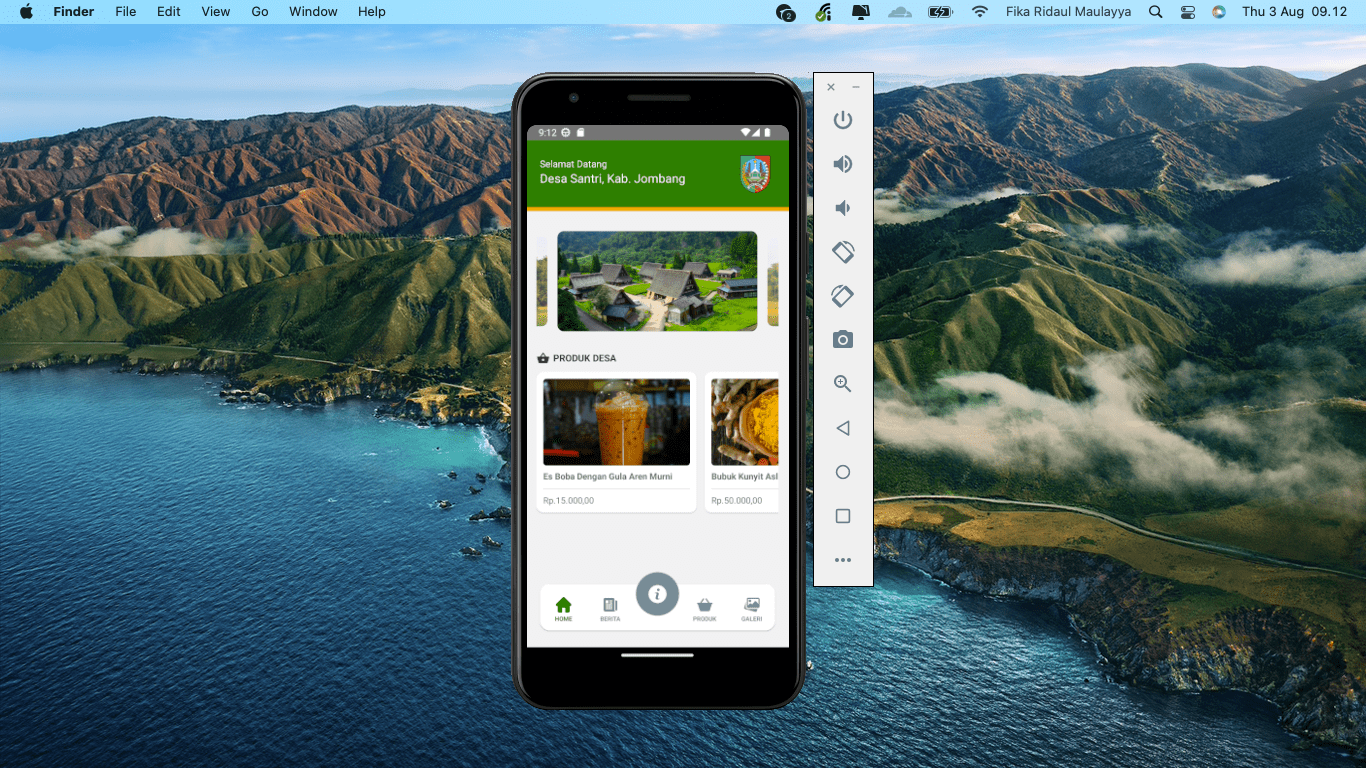 Finder File Edit View Go Window Help 2 Fika Ridaul Maulayya Thu 3 Aug 09.12
9:12
Selamat Datang
Desa Santri, Kab. Jombang
PRODUK DESA
Es Boba Dengan Gula Aren Murni
Rp.15.000,00
Bubuk Kunyit Asl
Rp.50.000,00
i
HOME BERITA PRODUK GALERI